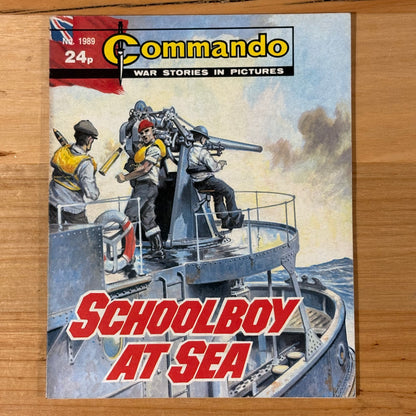 No. 1989
24p
Commando
WAR STORIES IN PICTURES
SCHOOLBOY
AT SEA